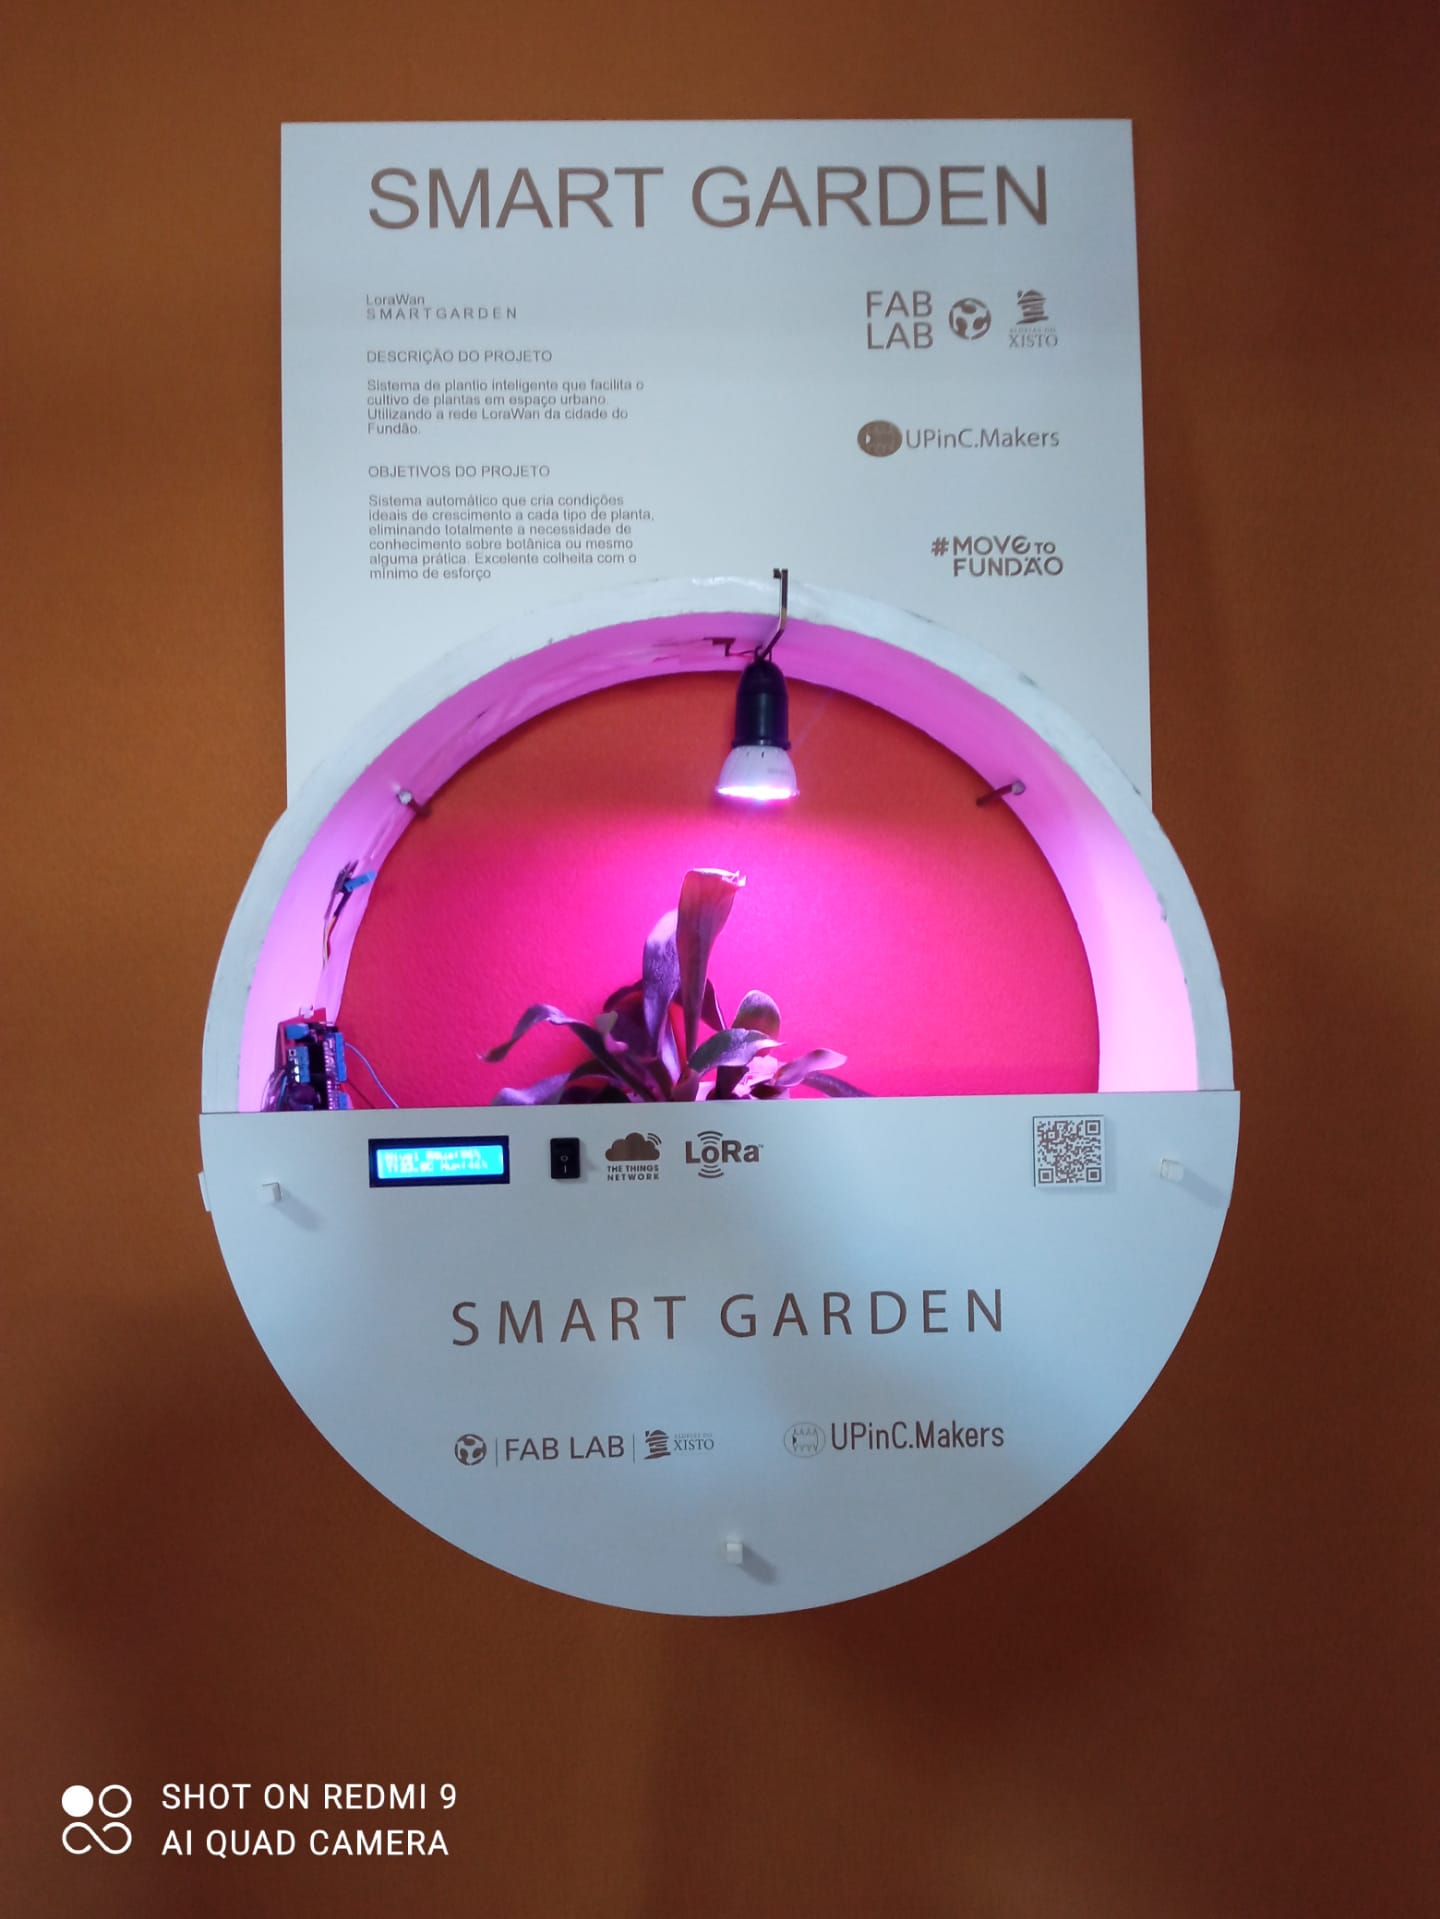 SMART GARDEN
LoraWan
SMARTGARDEN
DESCRIÇÃO DO PROJETO
Sistema de plantio inteligente que facilita o
cultivo de plantas em espaço urbano.
Utilizando a rede LoraWan da cidade do
Fundão.
OBJETIVOS DO PROJETO
Sistema automático que cria condições
ideais de crescimento a cada tipo de planta,
eliminando totalmente a necessidade de
conhecimento sobre botânica ou mesmo
alguma prática. Excelente colheita com o
mínimo de esforço
FAB
LAB
XISTO
UPinC.Makers
#MOVE TO
FUNDÃO
THE THINGS
NETWORK
LoRa
SMART GARDEN
FAB LAB
XISTO
UPinC.Makers
SHOT ON REDMI 9
AI QUAD CAMERA